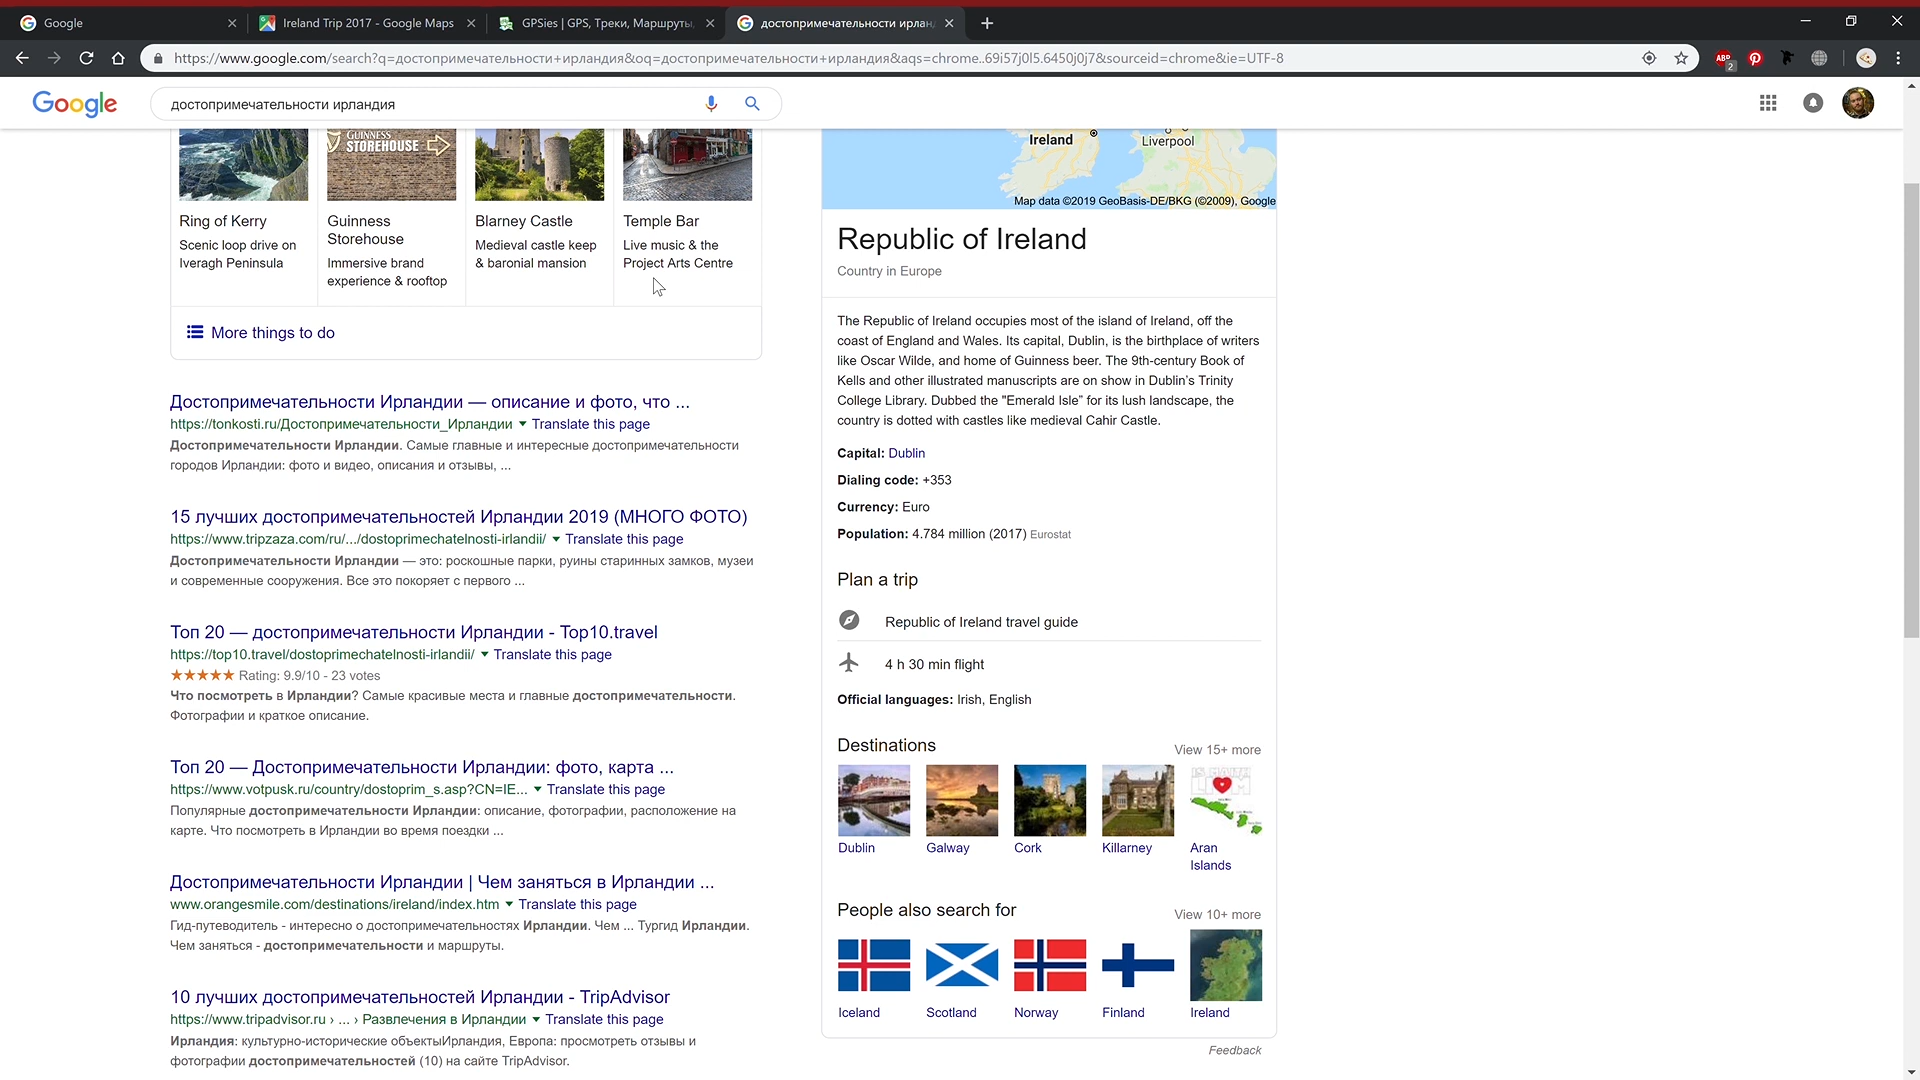 Google
Ireland Trip 2017 - Google Maps
GPSies | GPS, Треки, Маршруты,
достопримечательности ирлан
https://www.google.com/search?q=достопримечательности+ирландия&oq=достопримечательности+ирландия&aqs=chrome..69i57j0l5.6450j0j7&sourceid=chrome&ie=UTF-8
ABP
2
Google
достопримечательности ирландия
GUINNESS
STOREHOUSE
Ring of Kerry
Scenic loop drive on
Iveragh Peninsula
Guinness
Storehouse
Immersive brand
experience & rooftop
Blarney Castle
Medieval castle keep
& baronial mansion
Temple Bar
Live music & the
Project Arts Centre
More things to do
Достопримечательности Ирландии — описание и фото, что ...
https://tonkosti.ru/Достопримечательности_Ирландии Translate this page
Достопримечательности Ирландии. Самые главные и интересные достопримечательности
городов Ирландии: фото и видео, описания и отзывы, ...
15 лучших достопримечательностей Ирландии 2019 (МНОГО ФОТО)
https://www.tripzaza.com/ru/.../dostoprimechatelnosti-irlandii/ Translate this page
Достопримечательности Ирландии — это: роскошные парки, руины старинных замков, музеи
и современные сооружения. Все это покоряет с первого ...
Топ 20 — достопримечательности Ирландии - Top10.travel
https://top10.travel/dostoprimechatelnosti-irlandii/ Translate this page
★★★★★ Rating: 9.9/10 - 23 votes
Что посмотреть в Ирландии? Самые красивые места и главные достопримечательности.
Фотографии и краткое описание.
Топ 20 — Достопримечательности Ирландии: фото, карта ...
https://www.votpusk.ru/country/dostoprim_s.asp?CN=IE... Translate this page
Популярные достопримечательности Ирландии: описание, фотографии, расположение на
карте. Что посмотреть в Ирландии во время поездки ...
Достопримечательности Ирландии | Чем заняться в Ирландии ...
www.orangesmile.com/destinations/ireland/index.htm Translate this page
Гид-путеводитель - интересно о достопримечательностях Ирландии. Чем ... Тургид Ирландии.
Чем заняться - достопримечательности и маршруты.
10 лучших достопримечательностей Ирландии - TripAdvisor
https://www.tripadvisor.ru › ... › Развлечения в Ирландии Translate this page
Ирландия: культурно-исторические объектыИрландия, Европа: просмотреть отзывы и
фотографии достопримечательностей (10) на сайте TripAdvisor.
Ireland
Liverpool
Map data ©2019 GeoBasis-DE/BKG (©2009), Google
Republic of Ireland
Country in Europe
The Republic of Ireland occupies most of the island of Ireland, off the
coast of England and Wales. Its capital, Dublin, is the birthplace of writers
like Oscar Wilde, and home of Guinness beer. The 9th-century Book of
Kells and other illustrated manuscripts are on show in Dublin’s Trinity
College Library. Dubbed the "Emerald Isle” for its lush landscape, the
country is dotted with castles like medieval Cahir Castle.
Capital: Dublin
Dialing code: +353
Currency: Euro
Population: 4.784 million (2017) Eurostat
Plan a trip
Republic of Ireland travel guide
4 h 30 min flight
Official languages: Irish, English
Destinations
View 15+ more
Dublin
Galway
Cork
Killarney
Aran
Islands
People also search for
View 10+ more
Iceland
Scotland
Norway
Finland
Ireland
Feedback